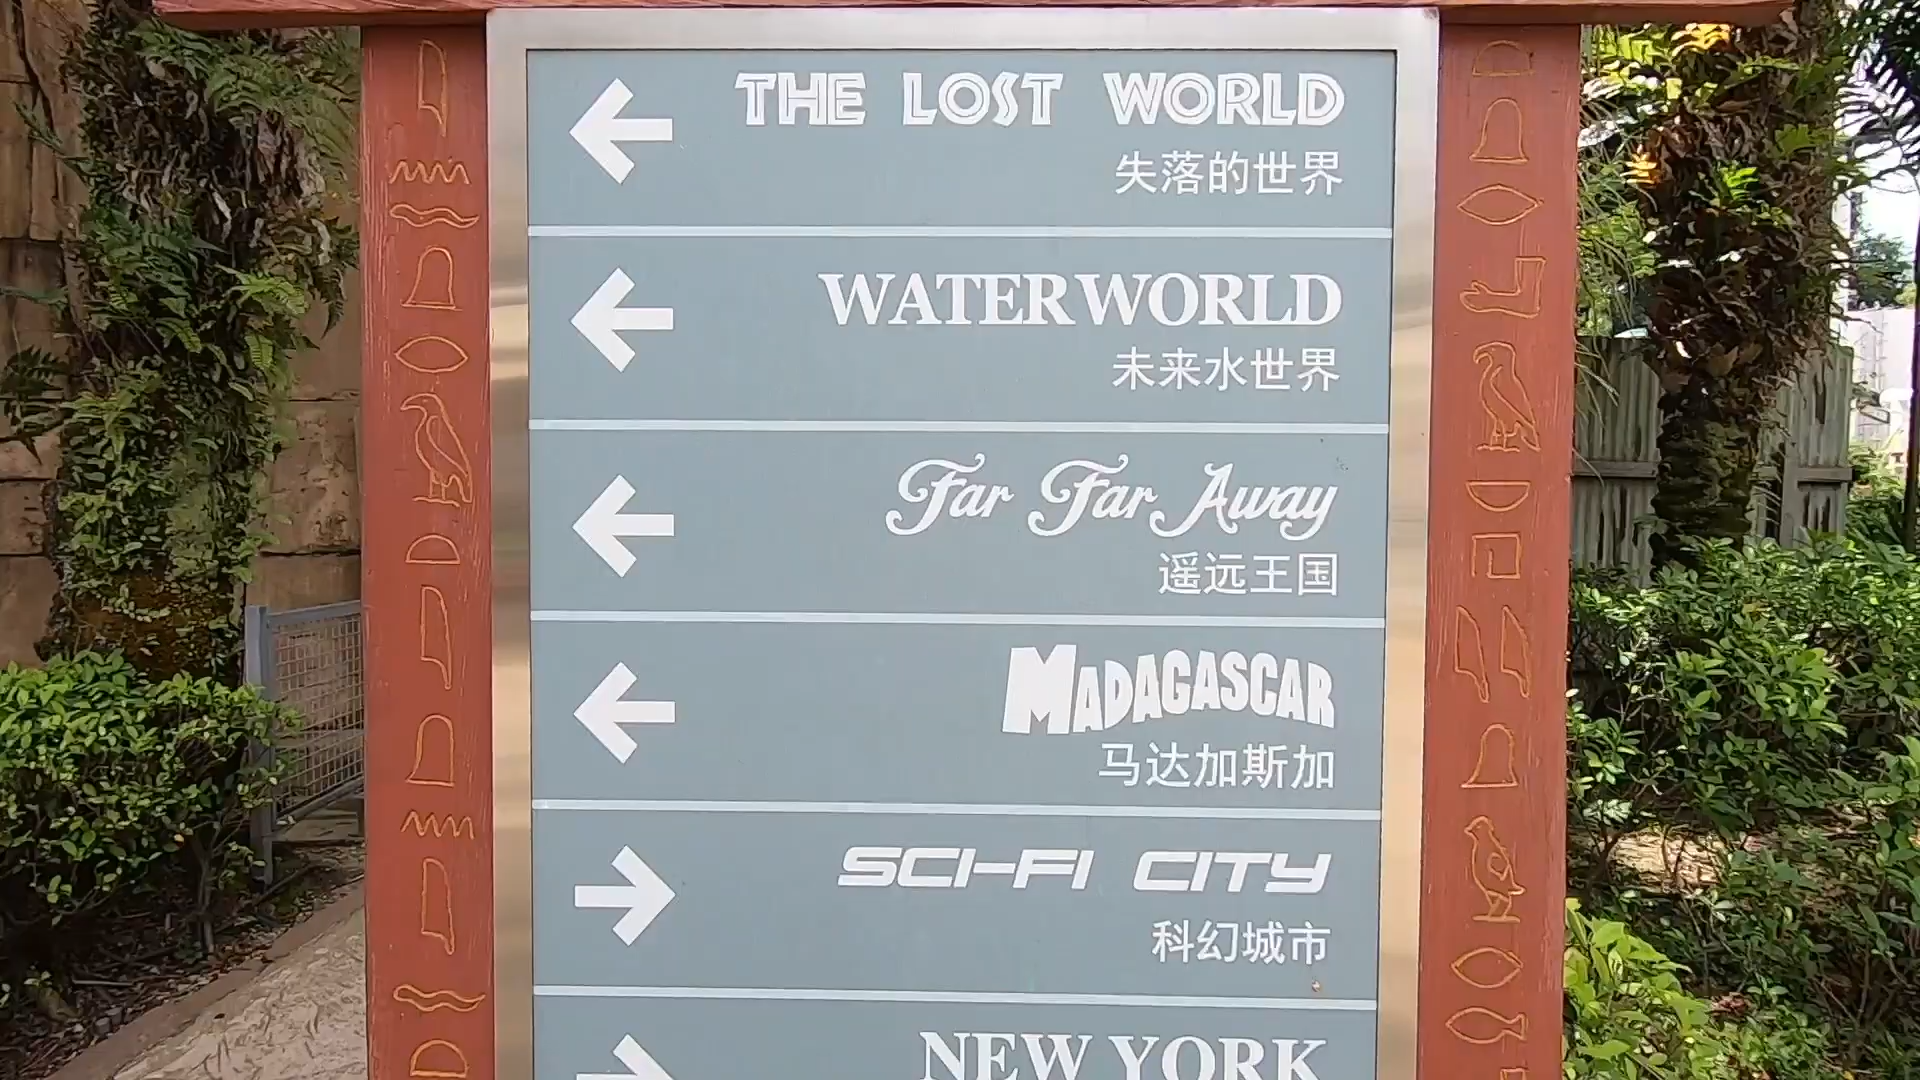 THE LOST WORLD
失落的世界
WATERWORLD
未来水世界
Far Far Away
遥远王国
MADAGASCAR
马达加斯加
SCI-FI CITY
科幻城市
NEW YORK